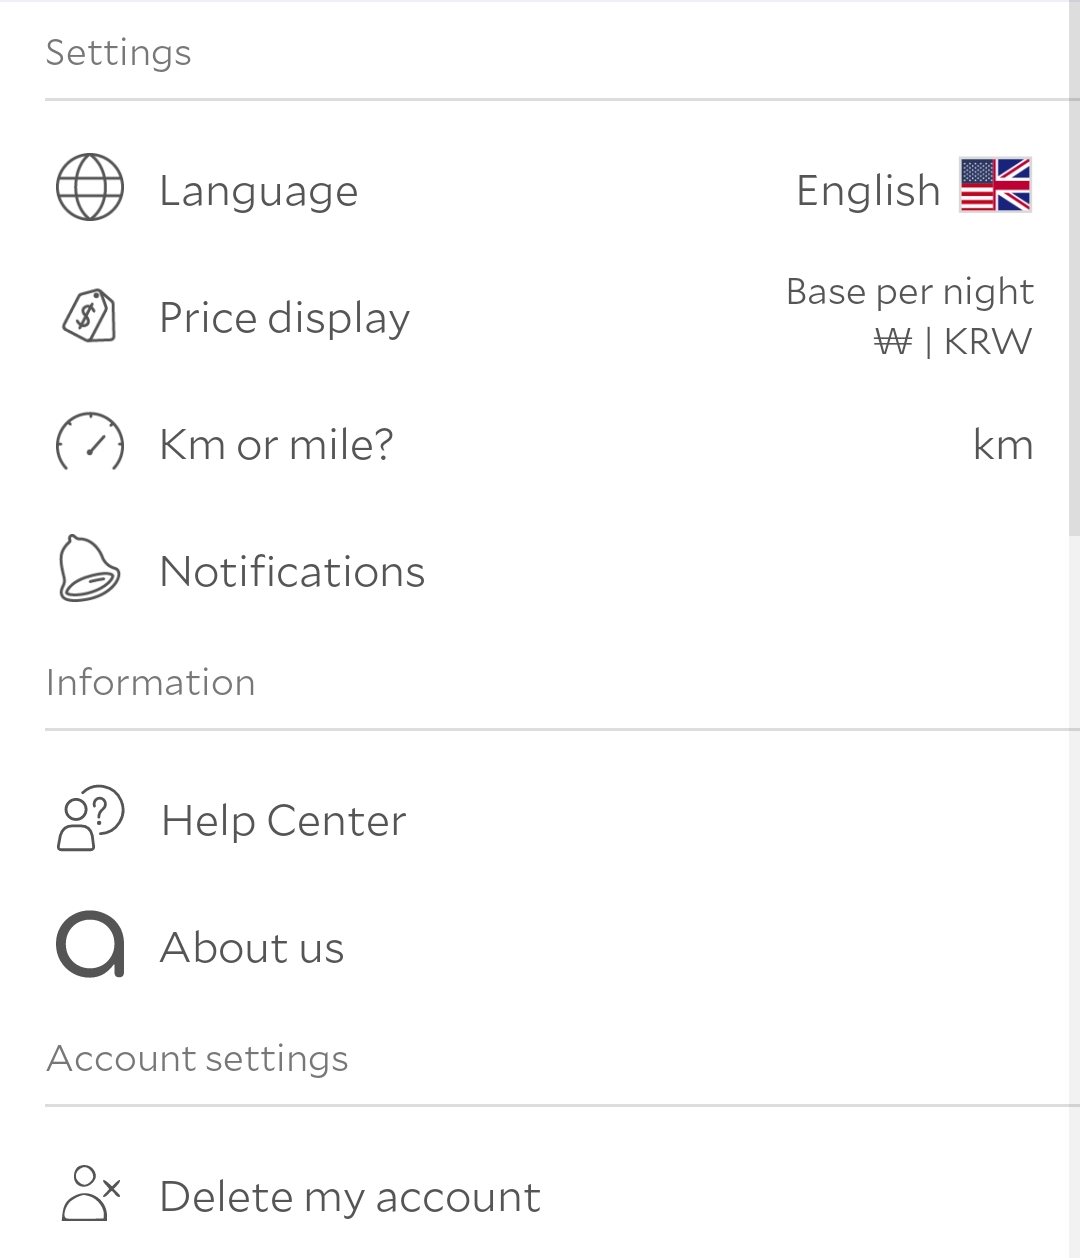 Settings
Language
English
Price display
Base per night
₩ | KRW
Km or mile?
km
Notifications
Information
Help Center
About us
Account settings
Delete my account